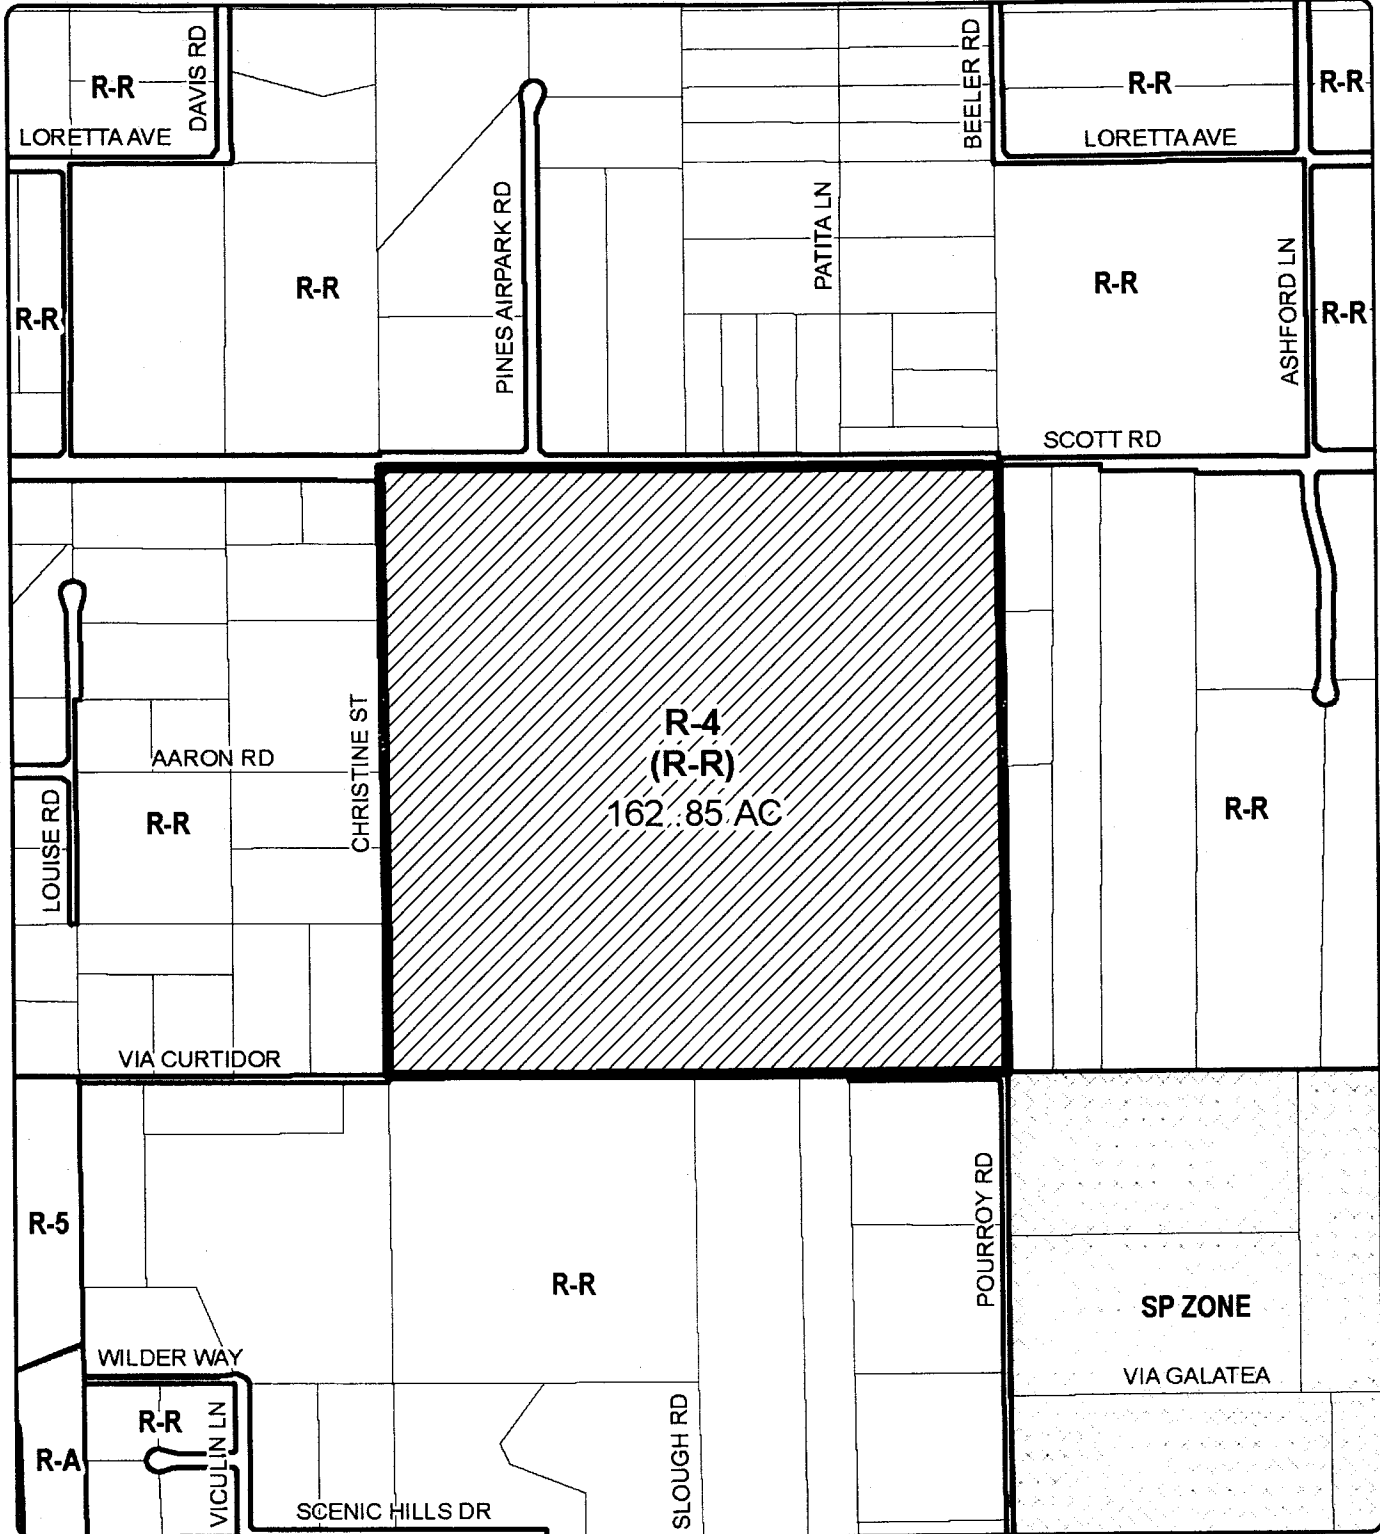 DAVIS RD
R-R
LORETTA AVE
BEELER RD
R-R
R-R
LORETTA AVE
PINES AIRPARK RD
PATITA LN
R-R
R-R
R-R
ASHFORD LN
R-R
SCOTT RD
CHRISTINE ST
R-4
(R-R)
162.85 AC
AARON RD
LOUISE RD
R-R
R-R
VIA CURTIDOR
R-5
POURROY RD
R-R
SP ZONE
WILDER WAY
VIA GALATEA
R-R
VICULIN LN
SLOUGH RD
R-A
SCENIC HILLS DR